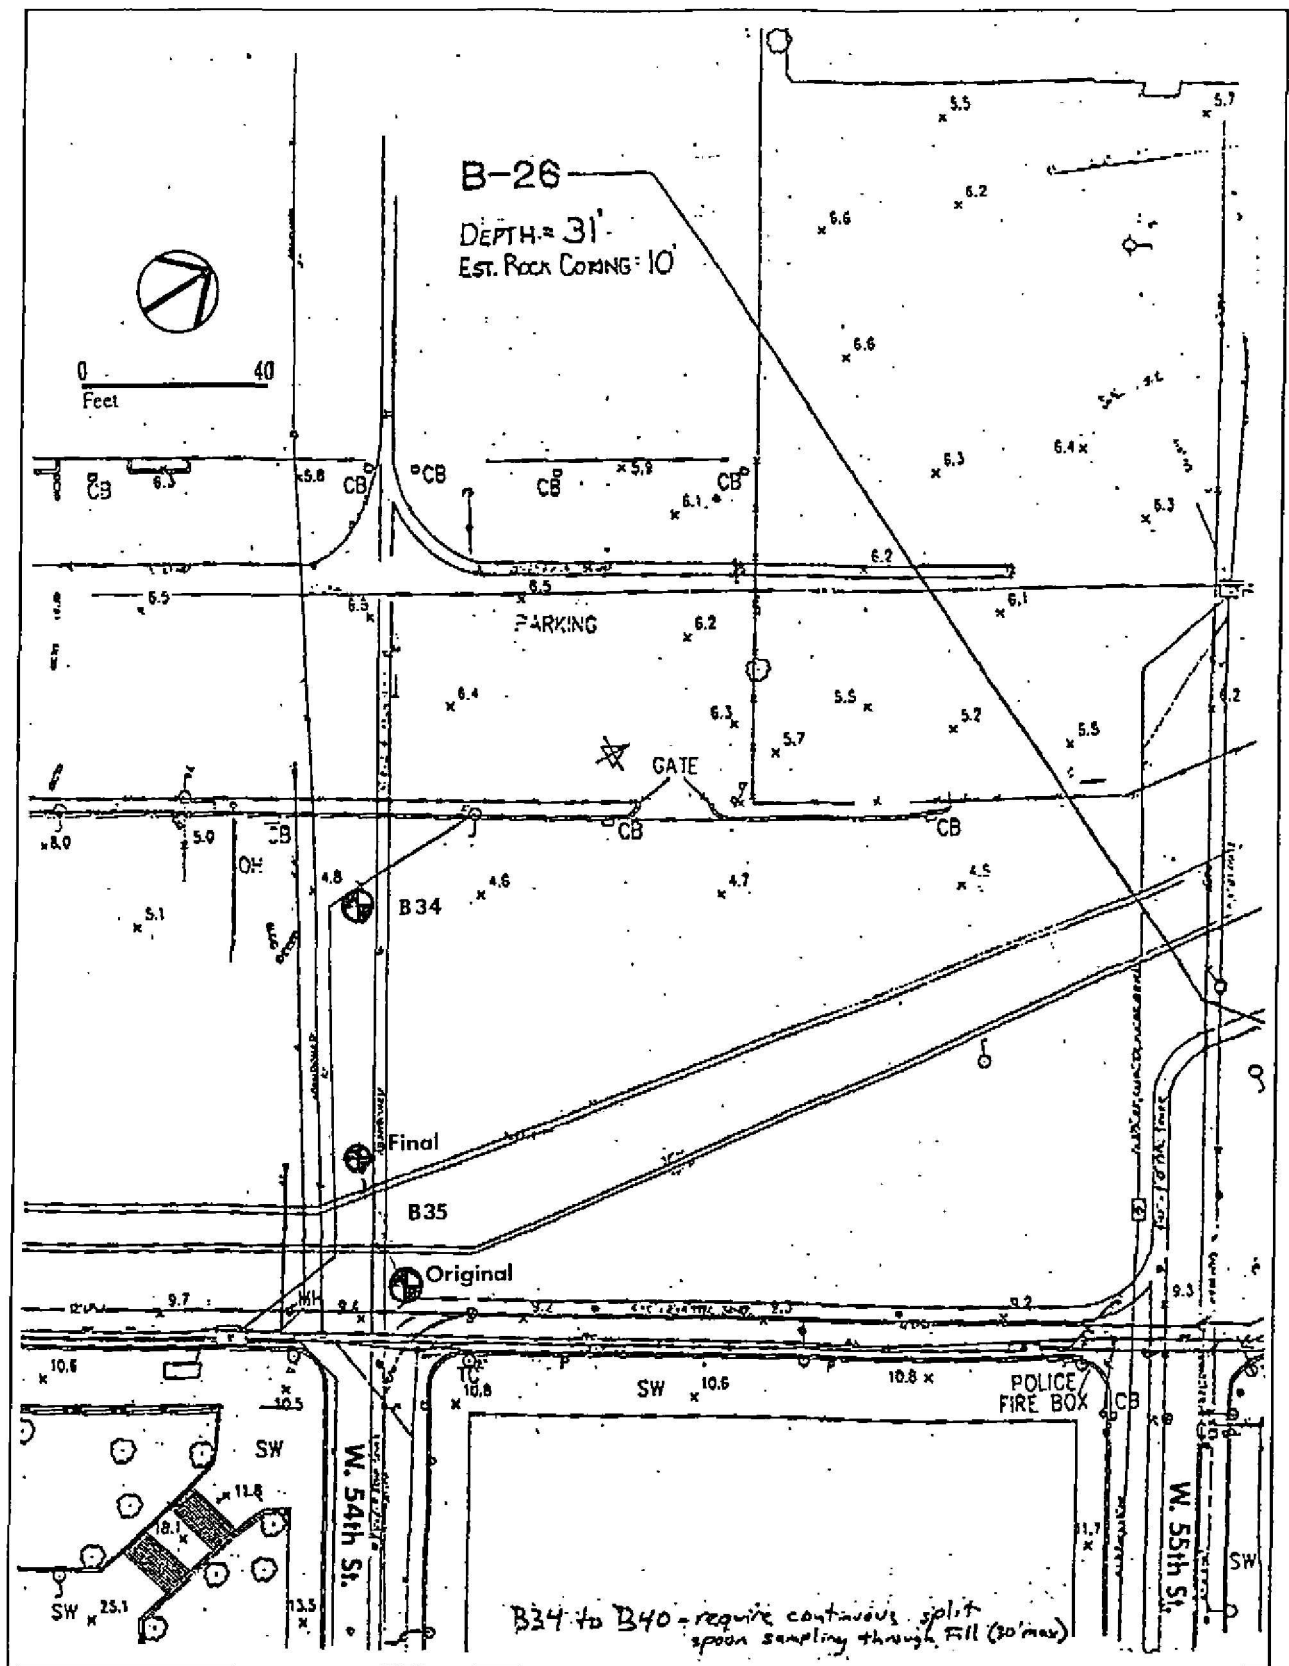 5.5
5.7
B-26
6.2
DEPTH = 31'
6.6
EST. ROCK CORING: 10'
6.6
0 40
Feet
6.4
5.8
5.9
6.3
CB
6.3
CB
CB
CB
CB
6.1
6.3
6.2
6.5
6.5
6.5
6.1
PARKING
6.2
6.4
5.5
6.2
6.3
5.2
5.7
5.5
GATE
CB
CB
CB
8.0
5.0
OH
4.8
4.6
4.7
4.5
B34
5.1
Final
B35
Original
9.7
9.4
9.2
9.3
9.2
9.3
10.6
TC
10.8
SW
10.6
10.8
POLICE
FIRE BOX
CB
10.5
SW
W. 54th St.
W. 55th St.
11.8
18.1
11.7
SW
SW
25.1
13.5
B34 to B40 - require continuous split
spoon sampling through Fill (30' max)